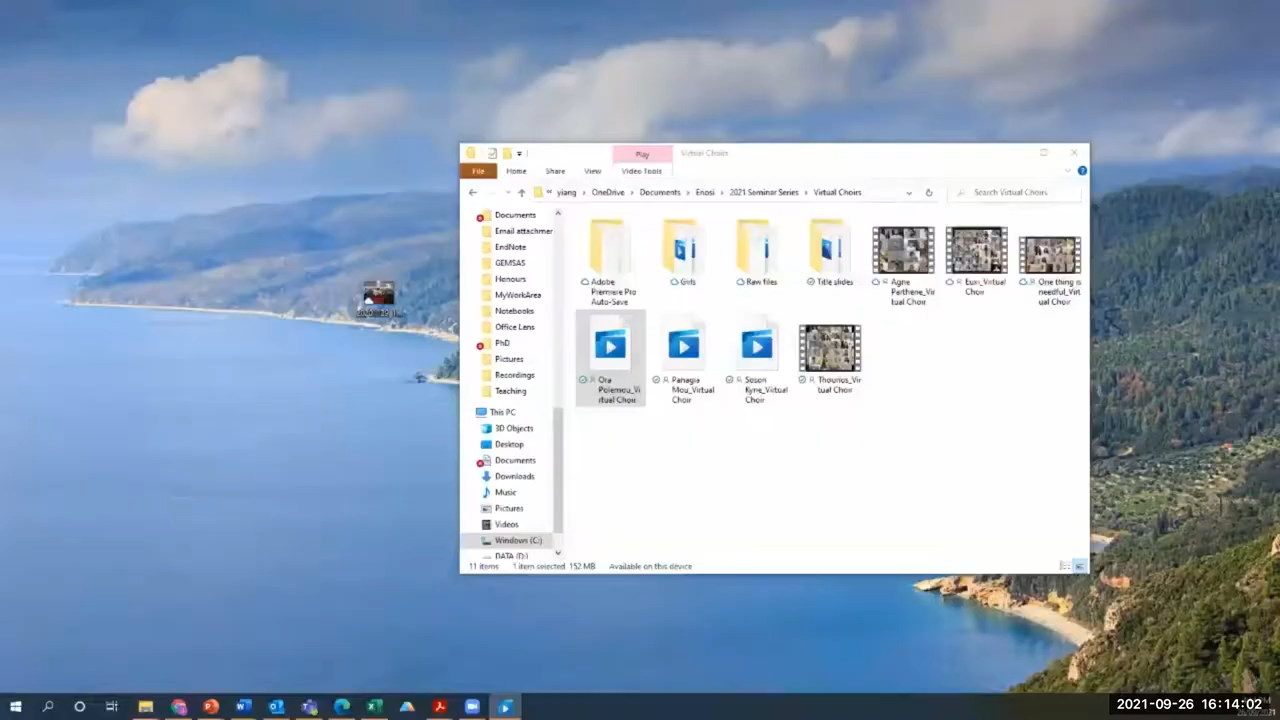 Play
Virtual Choirs
File
Home
Share
View
Video Tools
yiang › OneDrive › Documents › Enosi › 2021 Seminar Series › Virtual Choirs
Search Virtual Choirs
Documents
Email attachmer
EndNote
GEMSAS
Honours
MyWorkArea
Notebooks
Office Lens
PhD
Pictures
Recordings
Teaching
This PC
3D Objects
Desktop
Documents
Downloads
Music
Pictures
Videos
Windows (C:)
DATA (D:)
Adobe
Premiere Pro
Auto-Save
Girls
Raw files
Title slides
Agne
Parthene_Vir
tual Choir
Euxi_Virtual
Choir
One thing is
needful_Virt
ual Choir
Ora
Polemou_Vi
rtual Choir
Panagia
Mou_Virtual
Choir
Soson
Kyrie_Virtual
Choir
Thourios_Vir
tual Choir
11 items
1 item selected 152 MB
Available on this device
2021-09-26 16:14:02